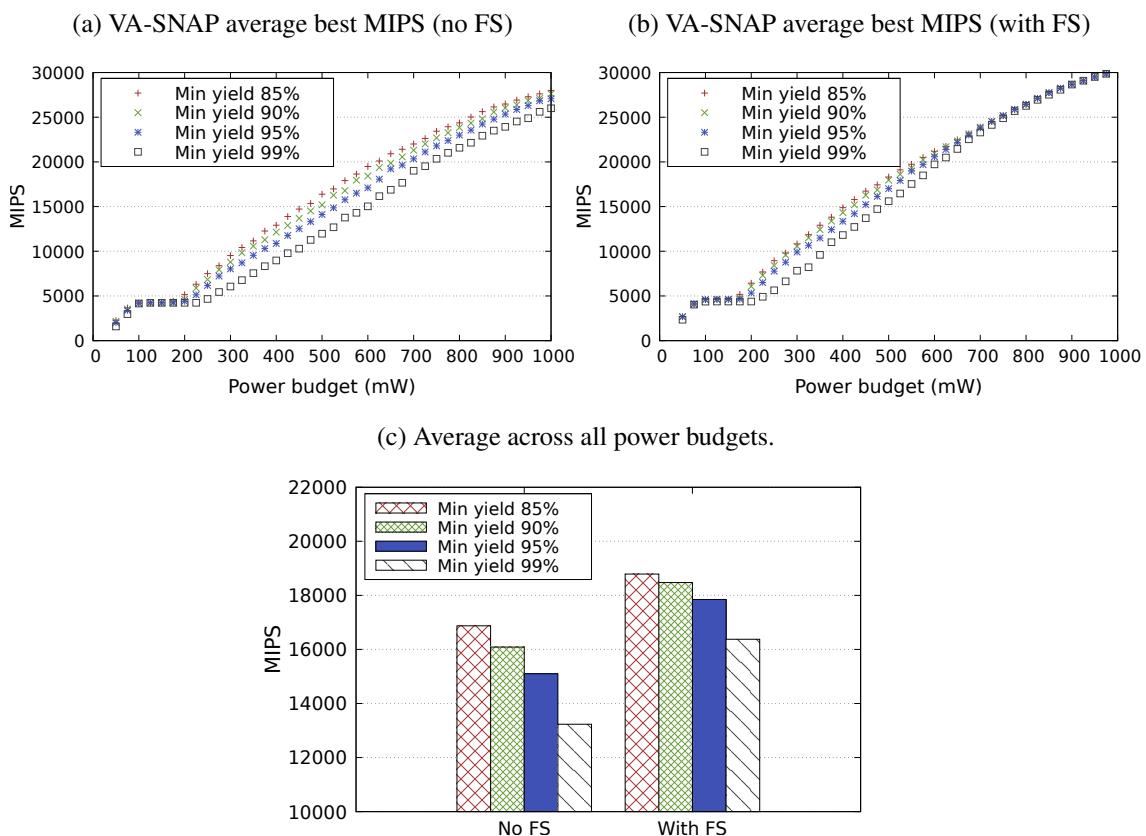 (a) VA-SNAP average best MIPS (no FS)
30000
25000
20000
15000
10000
5000
0
MIPS
Min yield 85%
Min yield 90%
Min yield 95%
Min yield 99%
0 100 200 300 400 500 600 700 800 900 1000
Power budget (mW)
(b) VA-SNAP average best MIPS (with FS)
30000
25000
20000
15000
10000
5000
0
MIPS
Min yield 85%
Min yield 90%
Min yield 95%
Min yield 99%
0 100 200 300 400 500 600 700 800 900 1000
Power budget (mW)
(c) Average across all power budgets.
22000
20000
18000
16000
14000
12000
10000
MIPS
Min yield 85%
Min yield 90%
Min yield 95%
Min yield 99%
No FS With FS